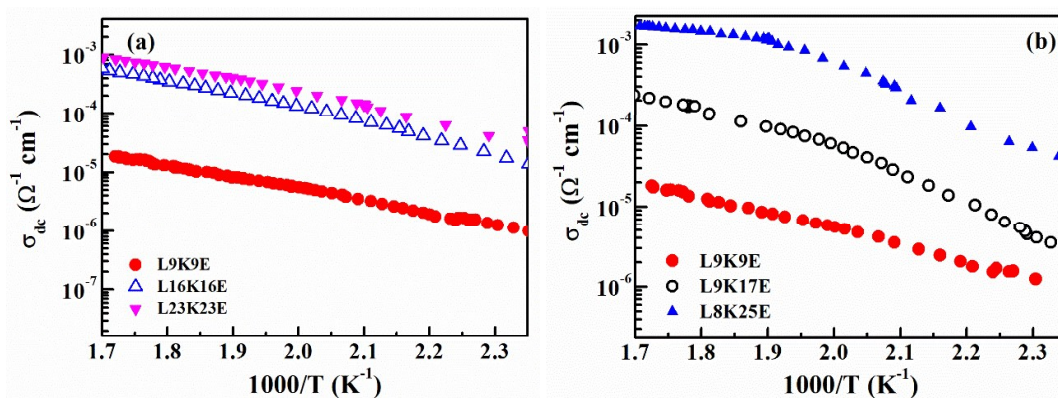 (a)
10⁻³
10⁻⁴
10⁻⁵
10⁻⁶
10⁻⁷
σdc (Ω⁻¹ cm⁻¹)
L9K9E
L16K16E
L23K23E
1.7 1.8 1.9 2.0 2.1 2.2 2.3
1000/T (K⁻¹)
(b)
10⁻³
10⁻⁴
10⁻⁵
10⁻⁶
σdc (Ω⁻¹ cm⁻¹)
L9K9E
L9K17E
L8K25E
1.7 1.8 1.9 2.0 2.1 2.2 2.3
1000/T (K⁻¹)